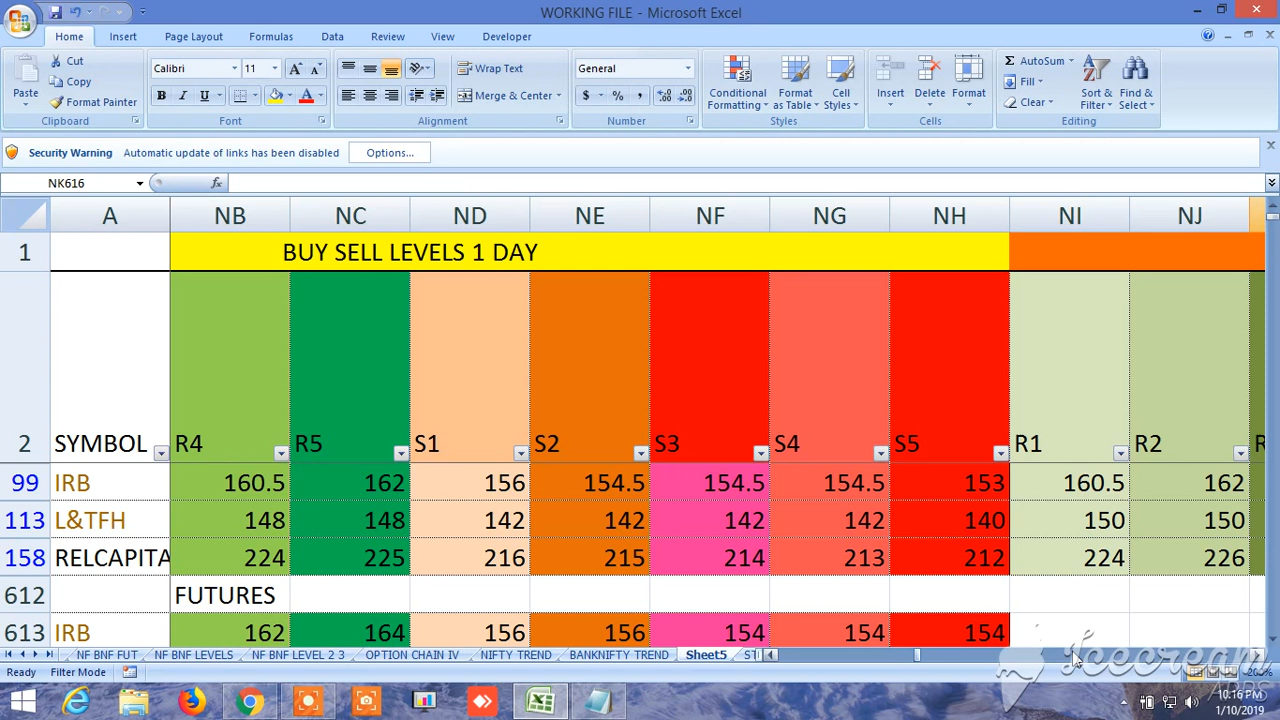 WORKING FILE - Microsoft Excel
Home Insert Page Layout Formulas Data Review View Developer
Cut Calibri 11 Wrap Text General AutoSum
Copy Fill
Paste Format Painter B I U Merge & Center $ % , Conditional Formatting Format as Table Cell Styles Insert Delete Format Clear Sort & Filter Find & Select
Clipboard Font Alignment Number Styles Cells Editing
Security Warning Automatic update of links has been disabled Options...
NK616 fx
A NB NC ND NE NF NG NH NI NJ
1 BUY SELL LEVELS 1 DAY
2 SYMBOL R4 R5 S1 S2 S3 S4 S5 R1 R2
99 IRB 160.5 162 156 154.5 154.5 154.5 153 160.5 162
113 L&TFH 148 148 142 142 142 142 140 150 150
158 RELCAPITA 224 225 216 215 214 213 212 224 226
612 FUTURES
613 IRB 162 164 156 156 154 154 154
NF BNF FUT NF BNF LEVELS NF BNF LEVEL 2 3 OPTION CHAIN IV NIFTY TREND BANKNIFTY TREND Sheet5 ST
Icecream
APPS
Ready Filter Mode 200%
10:16 PM
1/10/2019